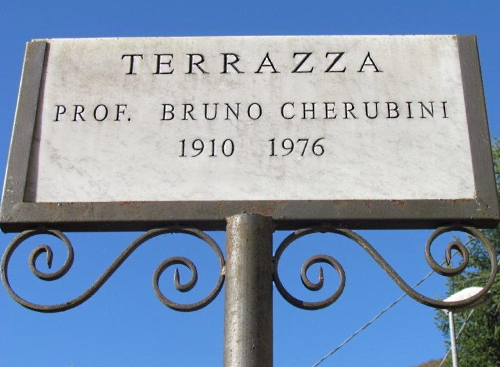 TERRAZZA
PROF. BRUNO CHERUBINI
1910 1976